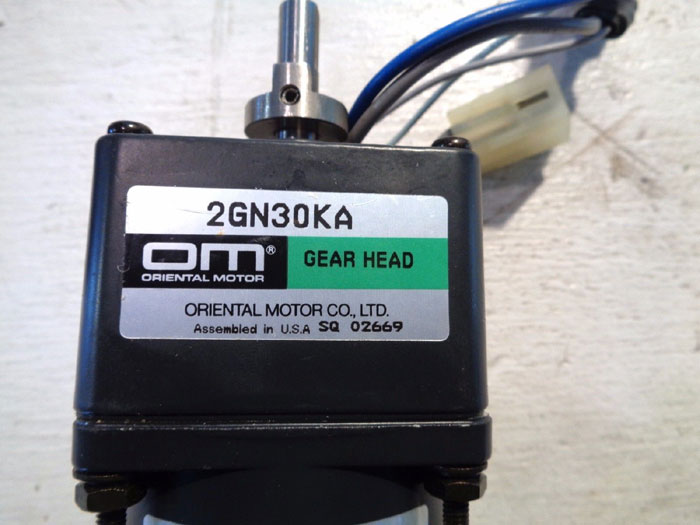 2GN30KA
OM®
ORIENTAL MOTOR
GEAR HEAD
ORIENTAL MOTOR CO., LTD.
Assembled in U.S.A SQ 02669